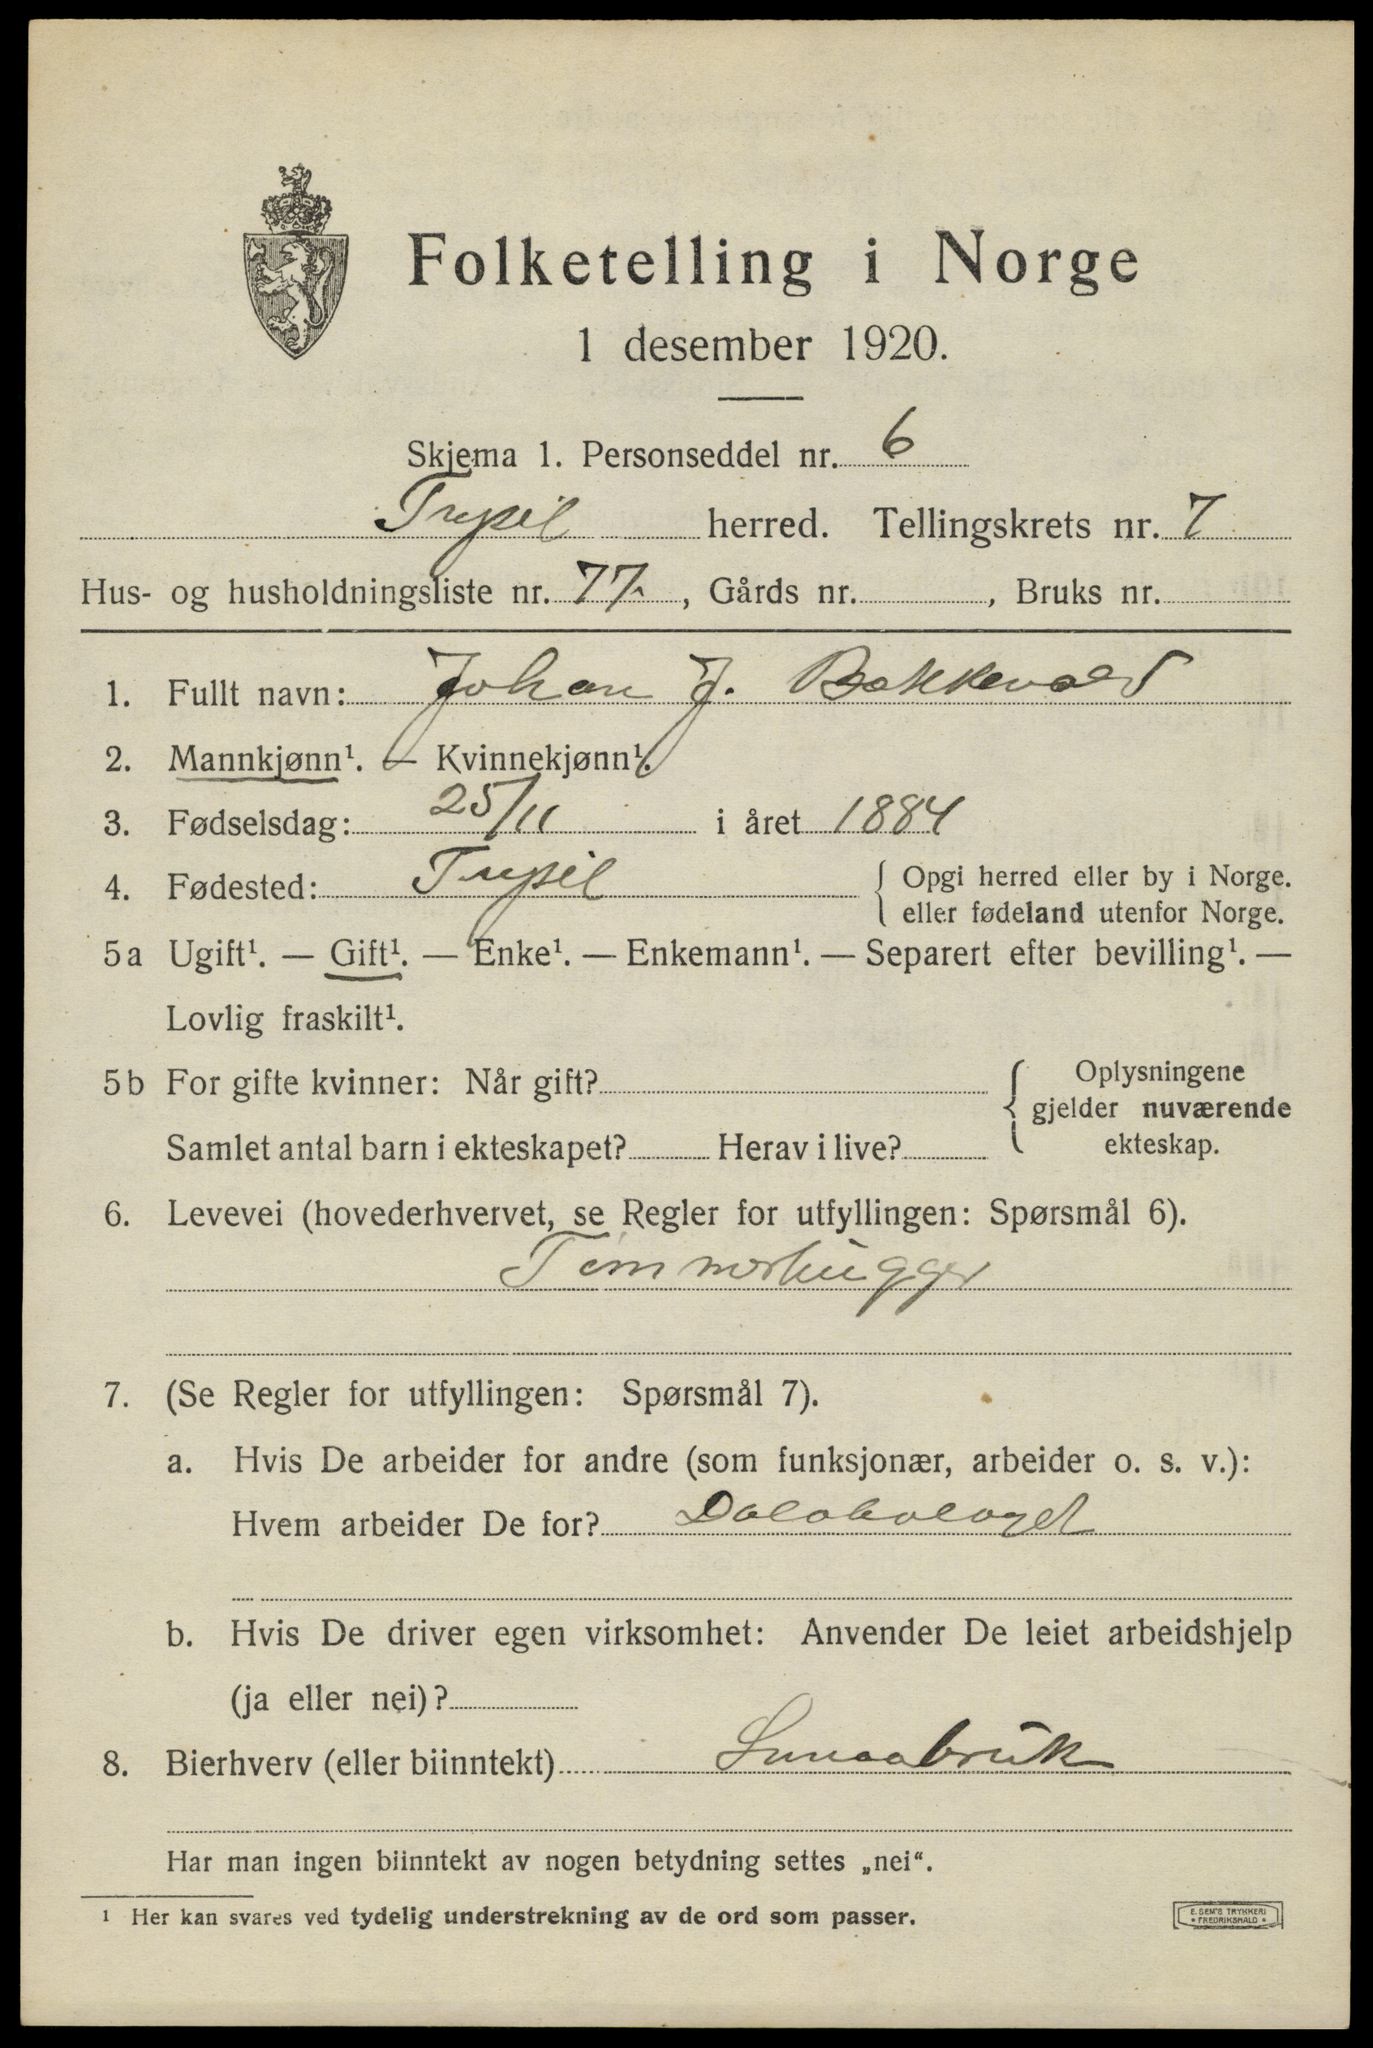 Folketelling i Norge
1 desember 1920.
Skjema 1. Personseddel nr. 6
Trysil herred. Tellingskrets nr. 7
Hus- og husholdningsliste nr. 77, Gårds nr. , Bruks nr.
1. Fullt navn: Johan J. Bakkevold
2. Mannkjønn¹. — Kvinnekjønn¹.
3. Fødselsdag: 25/11 i året 1884
4. Fødested: Trysil { Opgi herred eller by i Norge.
eller fødeland utenfor Norge.
5a Ugift¹. — Gift¹. — Enke¹. — Enkemann¹. — Separert efter bevilling¹. —
Lovlig fraskilt¹.
5b For gifte kvinner: Når gift? { Oplysningene
gjelder nuværende
Samlet antal barn i ekteskapet? Herav i live? ekteskap.
6. Levevei (hovederhvervet, se Regler for utfyllingen: Spørsmål 6).
Tømmerhugger
7. (Se Regler for utfyllingen: Spørsmål 7).
a. Hvis De arbeider for andre (som funksjonær, arbeider o. s. v.):
Hvem arbeider De for?
b. Hvis De driver egen virksomhet: Anvender De leiet arbeidshjelp
(ja eller nei)?
8. Bierhverv (eller biinntekt) Smaabruk
Har man ingen biinntekt av nogen betydning settes „nei“.
¹ Her kan svares ved tydelig understrekning av de ord som passer.
E. SEM'S TRYKKERI
* FREDRIKSHALD *